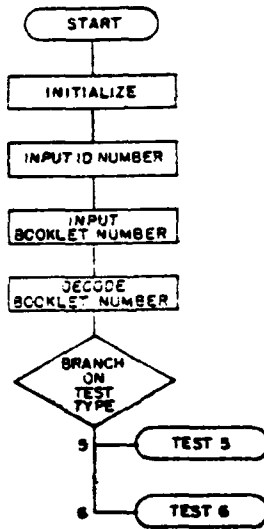 START
INITIALIZE
INPUT ID NUMBER
INPUT
BOOKLET NUMBER
DECODE
BOOKLET NUMBER
BRANCH
ON
TEST
TYPE
5 TEST 5
6 TEST 6